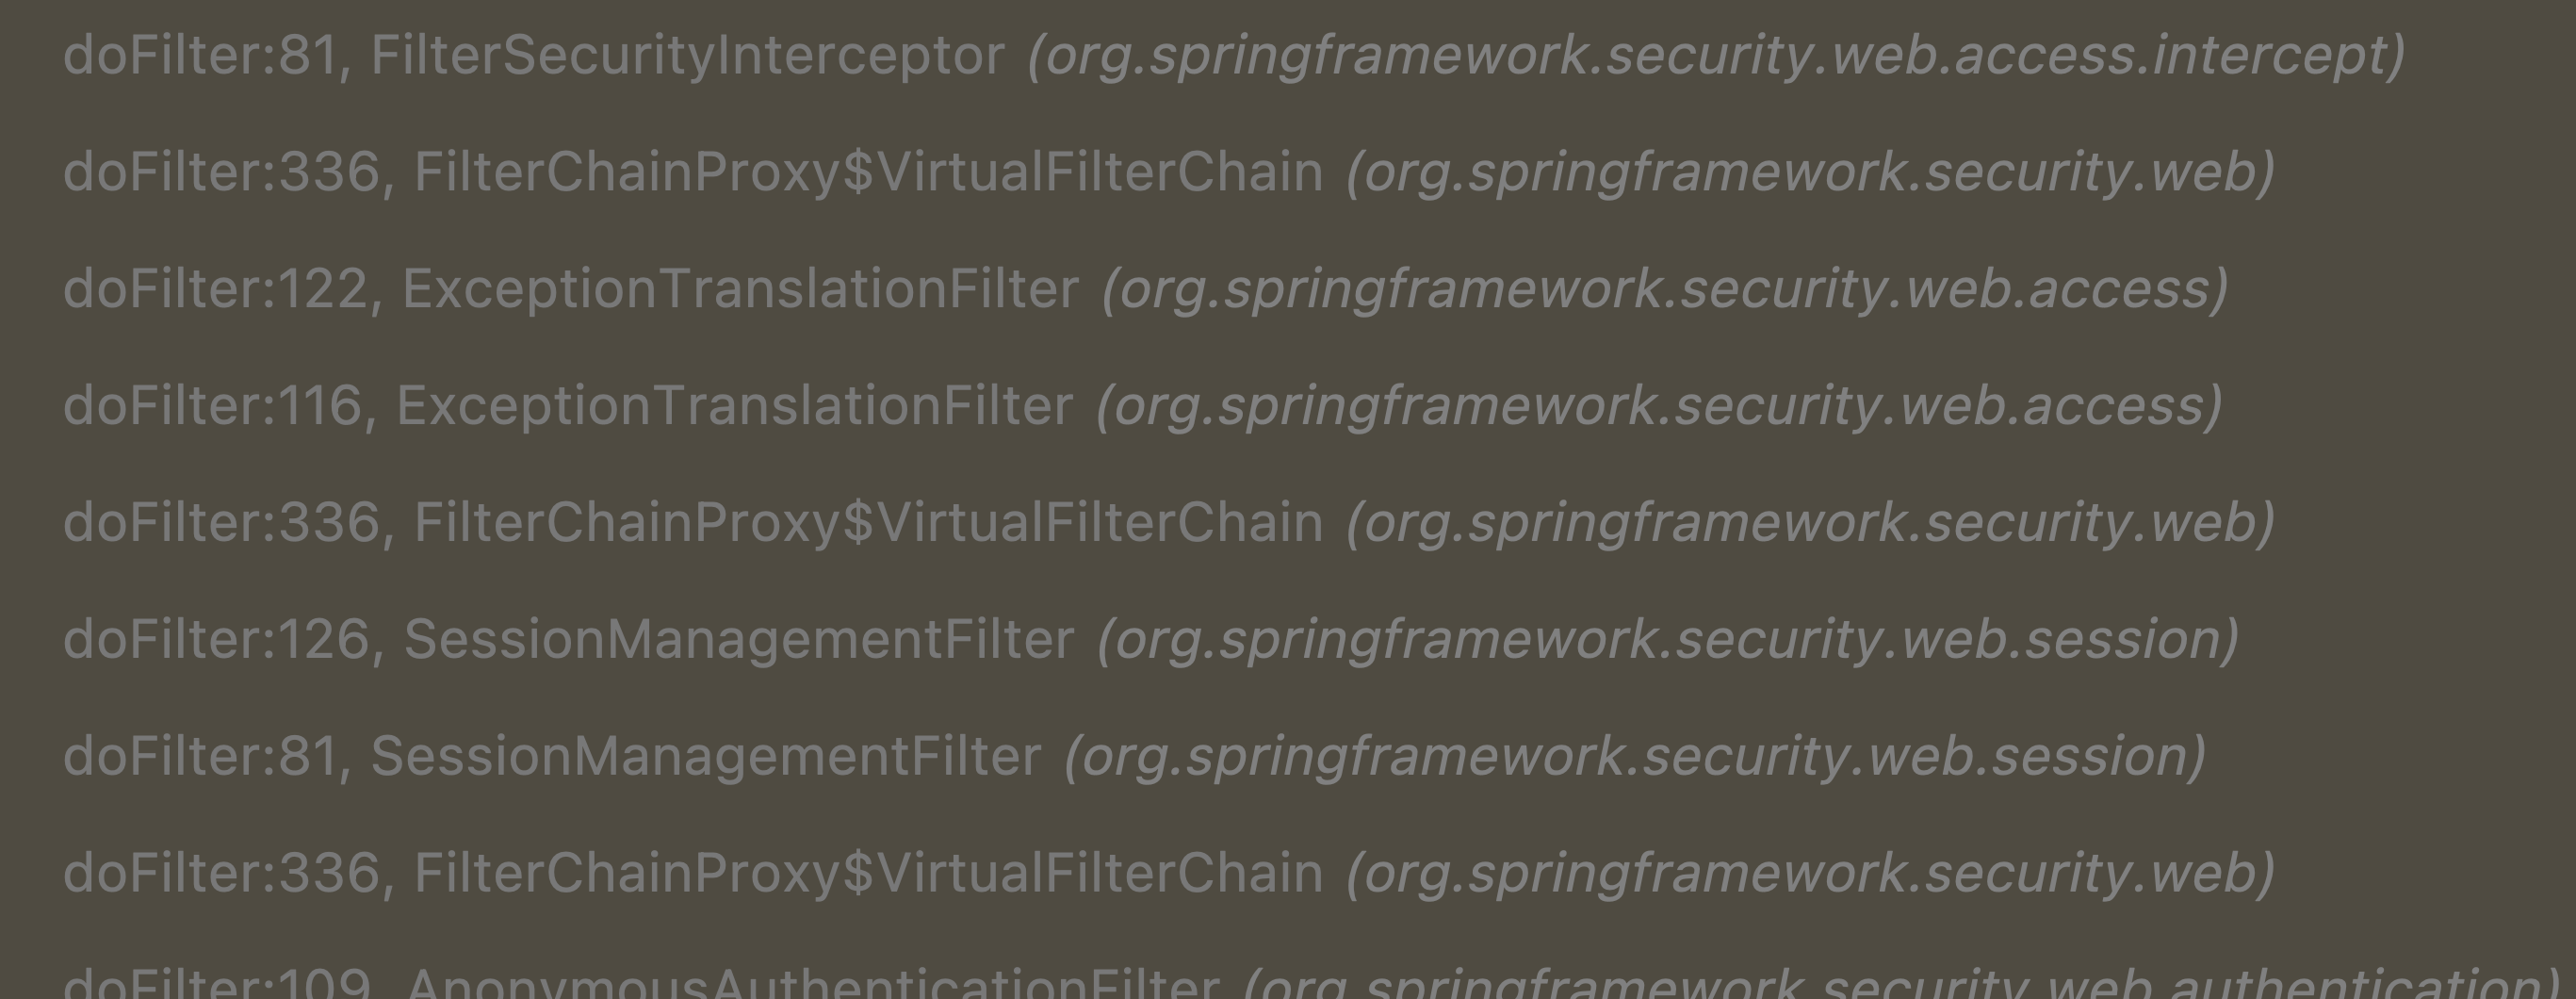 doFilter:81, FilterSecurityInterceptor (org.springframework.security.web.access.intercept)
doFilter:336, FilterChainProxy$VirtualFilterChain (org.springframework.security.web)
doFilter:122, ExceptionTranslationFilter (org.springframework.security.web.access)
doFilter:116, ExceptionTranslationFilter (org.springframework.security.web.access)
doFilter:336, FilterChainProxy$VirtualFilterChain (org.springframework.security.web)
doFilter:126, SessionManagementFilter (org.springframework.security.web.session)
doFilter:81, SessionManagementFilter (org.springframework.security.web.session)
doFilter:336, FilterChainProxy$VirtualFilterChain (org.springframework.security.web)
doFilter:109, AnonymousAuthenticationFilter (org.springframework.security.web.authentication)